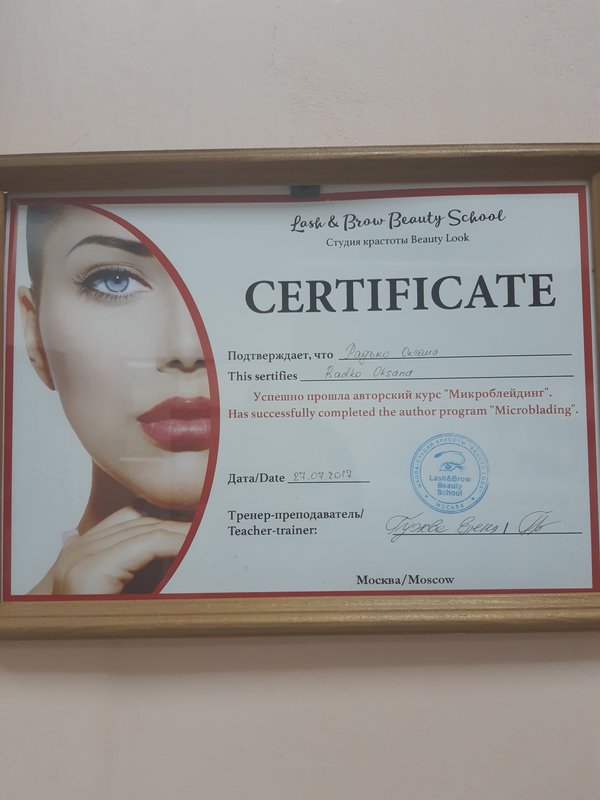 Lash & Brow Beauty School
Студия крастоты Beauty Look
CERTIFICATE
Подтверждает, что Радько Оксана
This sertifies Radko Oksana
Успешно прошла авторский курс "Микроблейдинг".
Has successfully completed the author program "Microblading".
Дата/Date 27.07.2017
Lash&Brow
Beauty
School
МОСКВА
Тренер-преподаватель/
Teacher-trainer:
Москва/Moscow